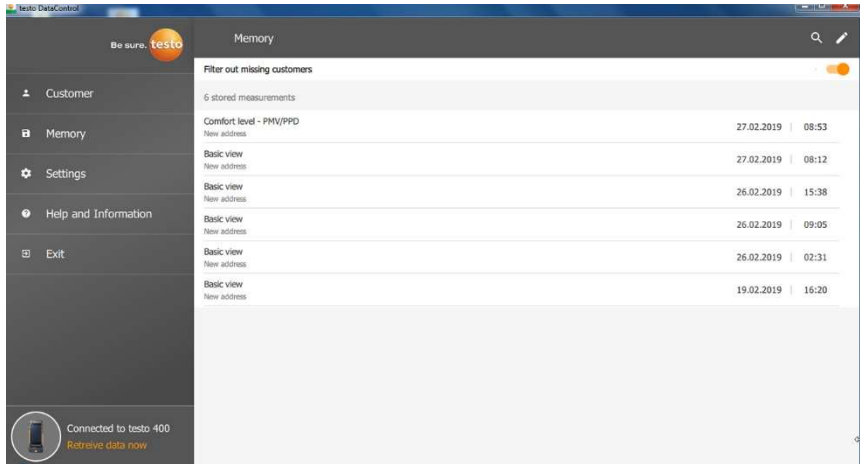 testo DataControl
Be sure. testo
Memory
Filter out missing customers
6 stored measurements
Customer
Memory
Settings
Help and Information
Exit
Comfort level - PMV/PPD
New address
27.02.2019 | 08:53
Basic view
New address
27.02.2019 | 08:12
Basic view
New address
26.02.2019 | 15:38
Basic view
New address
26.02.2019 | 09:05
Basic view
New address
26.02.2019 | 02:31
Basic view
New address
19.02.2019 | 16:20
Connected to testo 400
Retreive data now